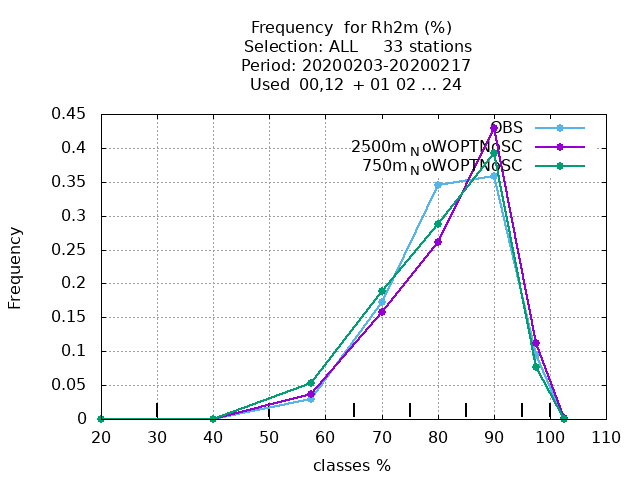 Frequency for Rh2m (%)
Selection: ALL 33 stations
Period: 20200203-20200217
Used 00,12 + 01 02 ... 24
0.45
0.4
0.35
0.3
0.25
0.2
0.15
0.1
0.05
0
Frequency
OBS
2500m_NoWOPTNoSC
750m_NoWOPTNoSC
20 30 40 50 60 70 80 90 100 110
classes %